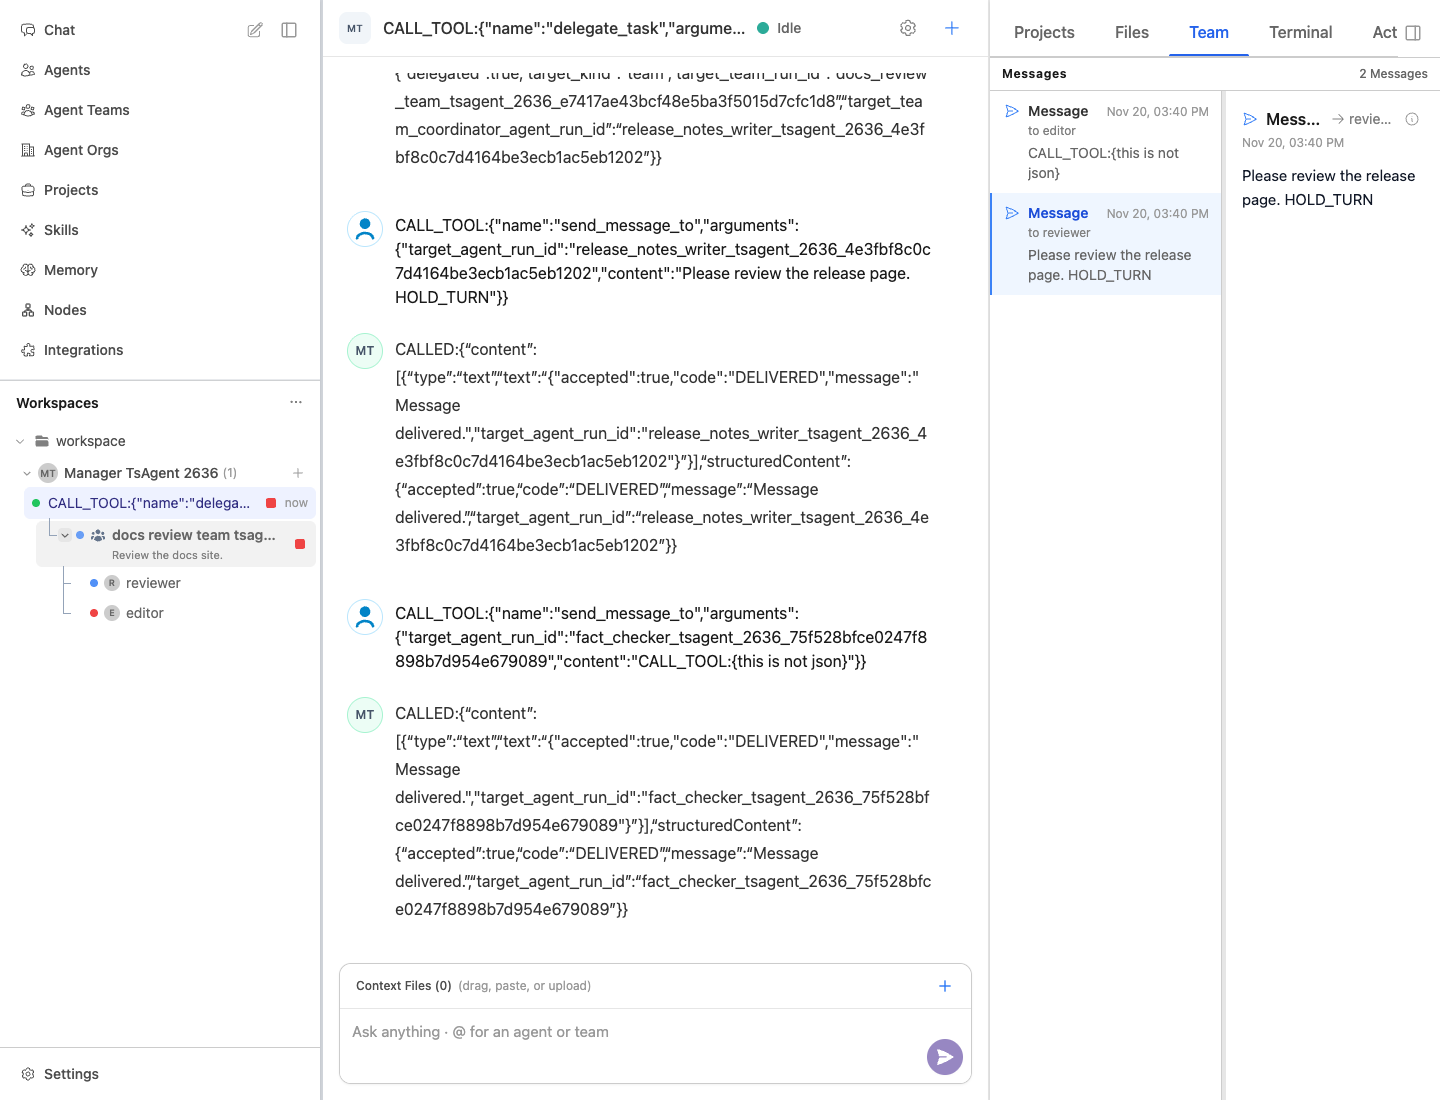 Chat
Agents
Agent Teams
Agent Orgs
Projects
Skills
Memory
Nodes
Integrations
Workspaces
workspace
MT Manager TsAgent 2636 (1)
CALL_TOOL:{"name":"delega... now
docs review team tsag...
Review the docs site.
R reviewer
E editor
Settings
MT CALL_TOOL:{"name":"delegate_task","argume... Idle
_team_tsagent_2636_e7417ae43bcf48e5ba3f5015d7cfc1d8”,“target_tea
m_coordinator_agent_run_id”:“release_notes_writer_tsagent_2636_4e3f
bf8c0c7d4164be3ecb1ac5eb1202”}}
CALL_TOOL:{"name":"send_message_to","arguments":
{"target_agent_run_id":"release_notes_writer_tsagent_2636_4e3fbf8c0c
7d4164be3ecb1ac5eb1202","content":"Please review the release page.
HOLD_TURN"}}
MT CALLED:{“content”:
[{“type”:“text”,“text”:“{"accepted":true,"code":"DELIVERED","message":"
Message
delivered.","target_agent_run_id":"release_notes_writer_tsagent_2636_4
e3fbf8c0c7d4164be3ecb1ac5eb1202"}”}],“structuredContent”:
{“accepted”:true,“code”:“DELIVERED”,“message”:“Message
delivered.”,“target_agent_run_id”:“release_notes_writer_tsagent_2636_4e
3fbf8c0c7d4164be3ecb1ac5eb1202”}}
CALL_TOOL:{"name":"send_message_to","arguments":
{"target_agent_run_id":"fact_checker_tsagent_2636_75f528bfce0247f8
898b7d954e679089","content":"CALL_TOOL:{this is not json}"}}
MT CALLED:{“content”:
[{“type”:“text”,“text”:“{"accepted":true,"code":"DELIVERED","message":"
Message
delivered.","target_agent_run_id":"fact_checker_tsagent_2636_75f528bf
ce0247f8898b7d954e679089"}”}],“structuredContent”:
{“accepted”:true,“code”:“DELIVERED”,“message”:“Message
delivered.”,“target_agent_run_id”:“fact_checker_tsagent_2636_75f528bfc
e0247f8898b7d954e679089”}}
Context Files (0) (drag, paste, or upload)
Ask anything · @ for an agent or team
Projects Files Team Terminal Act
Messages 2 Messages
Message Nov 20, 03:40 PM
to editor
CALL_TOOL:{this is not
json}
Message Nov 20, 03:40 PM
to reviewer
Please review the release
page. HOLD_TURN
Mess... → revie...
Nov 20, 03:40 PM
Please review the release
page. HOLD_TURN